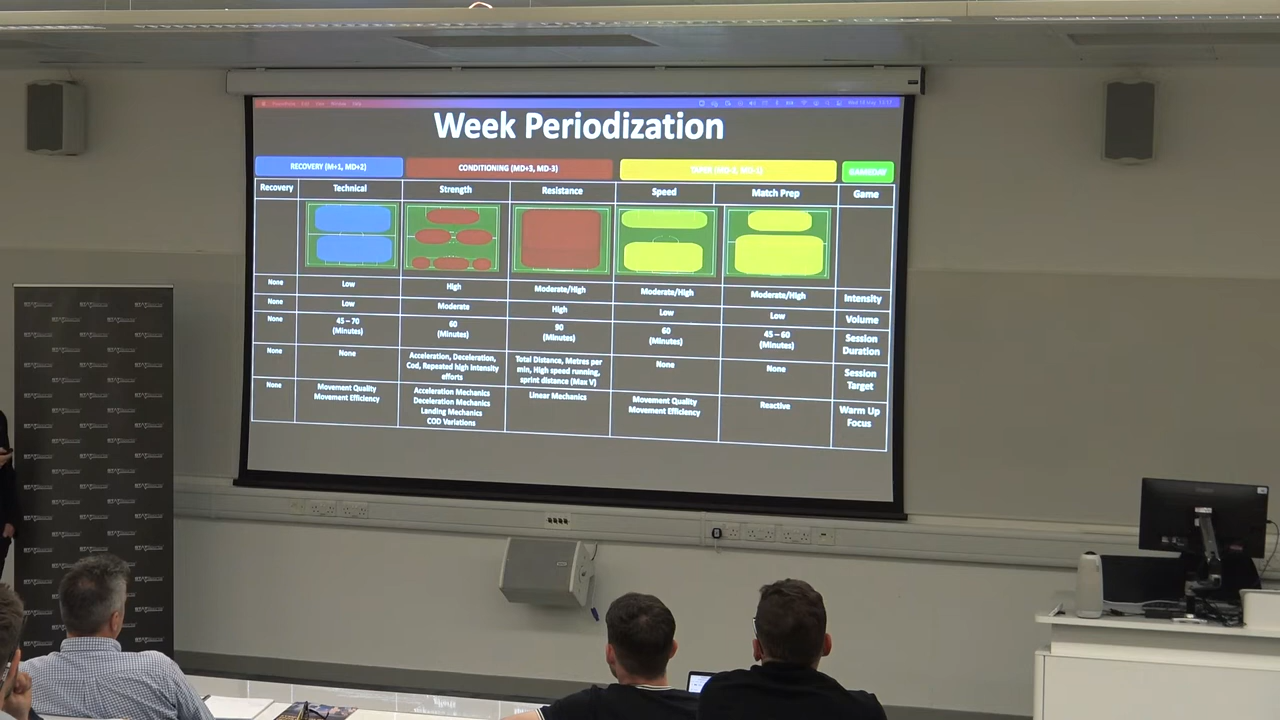 Week Periodization
RECOVERY (M+1, MD+2)
CONDITIONING (MD+3, MD-3)
GAMEDAY
Recovery Technical Strength Resistance Speed Match Prep Game
None Low High Moderate/High Moderate/High Moderate/High Intensity
None Low Moderate High Low Low Volume
None 45 – 70 (Minutes) 60 (Minutes) 90 (Minutes) 60 (Minutes) 45 – 60 (Minutes) Session Duration
None None Acceleration, Deceleration, Cod, Repeated high intensity efforts Total Distance, Metres per min, High speed running, sprint distance (Max V) None None Session Target
None Movement Quality Movement Efficiency Acceleration Mechanics Deceleration Mechanics Landing Mechanics COD Variations Linear Mechanics Movement Quality Movement Efficiency Reactive Warm Up Focus